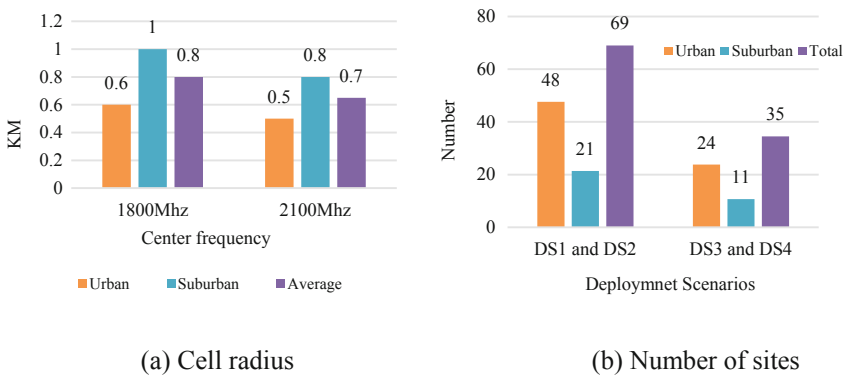 1.2
1
0.8
0.6
0.4
0.2
0
KM
0.6
1
0.8
0.5
0.8
0.7
1800Mhz 2100Mhz
Center frequency
Urban Suburban Average
(a) Cell radius
80
60
40
20
0
Number
Urban Suburban Total
48
21
69
24
11
35
DS1 and DS2 DS3 and DS4
Deploymnet Scenarios
(b) Number of sites